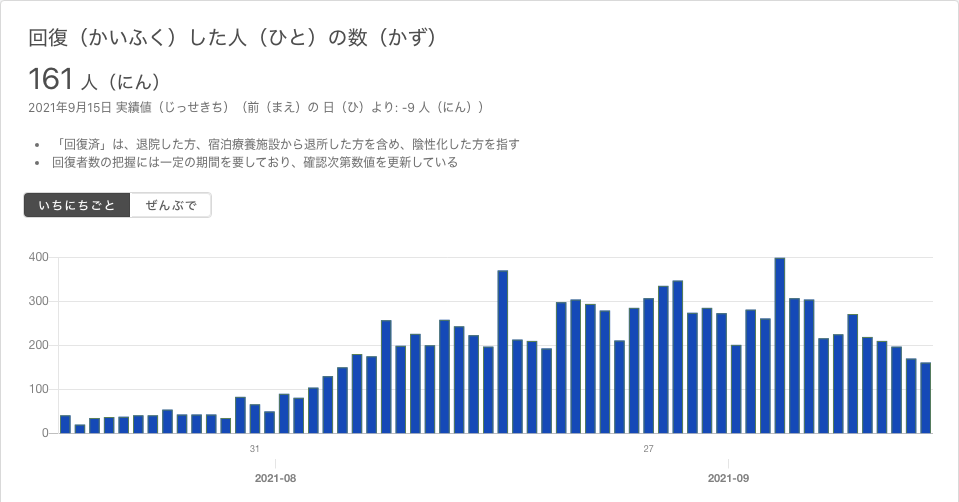 回復（かいふく）した人（ひと）の数（かず）
161 人（にん）
2021年9月15日 実績値（じっせきち）（前（まえ）の 日（ひ）より: -9 人（にん））
• 「回復済」は、退院した方、宿泊療養施設から退所した方を含め、陰性化した方を指す
• 回復者数の把握には一定の期間を要しており、確認次第数値を更新している
いちにちごと ぜんぶで
400
300
200
100
0
31 27
2021-08 2021-09